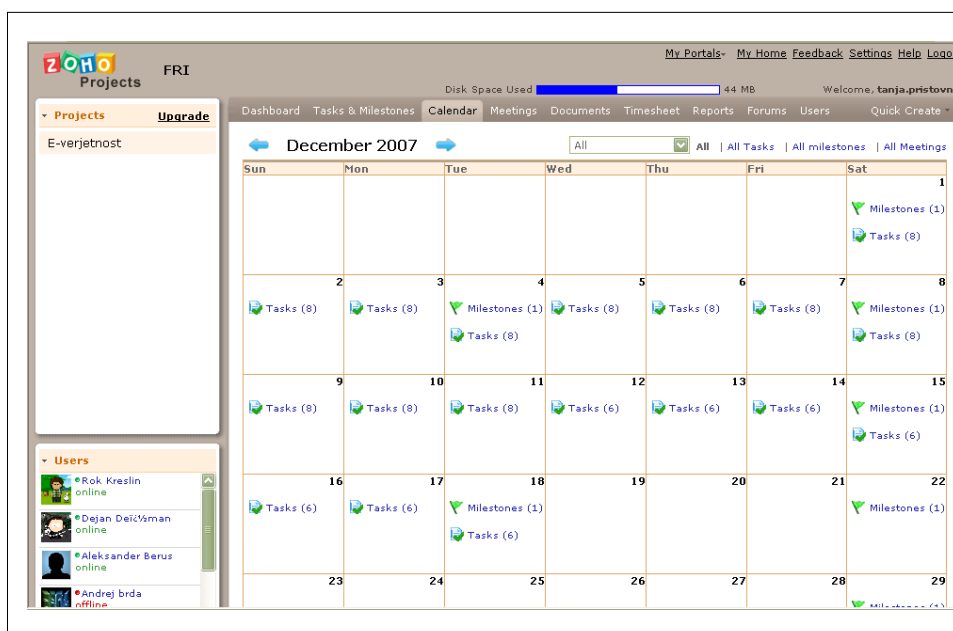 My Portals My Home Feedback Settings Help Logo
ZOHO
Projects
FRI
Disk Space Used 44 MB Welcome, tanja.pristovn
Dashboard Tasks & Milestones Calendar Meetings Documents Timesheet Reports Forums Users Quick Create
Projects Upgrade
E-verjetnost
December 2007 All All | All Tasks | All milestones | All Meetings
Sun Mon Tue Wed Thu Fri Sat
1
Milestones (1)
Tasks (8)
2 3 4 5 6 7 8
Tasks (8) Tasks (8) Milestones (1) Tasks (8) Tasks (8) Tasks (8) Milestones (1)
Tasks (8) Tasks (8)
9 10 11 12 13 14 15
Tasks (8) Tasks (8) Tasks (8) Tasks (6) Tasks (6) Tasks (6) Milestones (1)
Tasks (6)
16 17 18 19 20 21 22
Tasks (6) Tasks (6) Milestones (1) Milestones (1)
Tasks (6)
23 24 25 26 27 28 29
Milestones (1)
Users
Rok Kreslin
online
Dejan Deï¿½man
online
Aleksander Berus
online
Andrej brda
offline